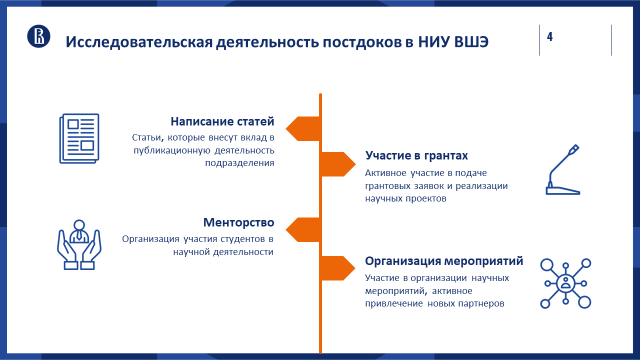 Исследовательская деятельность постдоков в НИУ ВШЭ
4
Написание статей
Статьи, которые внесут вклад в
публикационную деятельность
подразделения
Участие в грантах
Активное участие в подаче
грантовых заявок и реализации
научных проектов
Менторство
Организация участия студентов в
научной деятельности
Организация мероприятий
Участие в организации научных
мероприятий, активное
привлечение новых партнеров